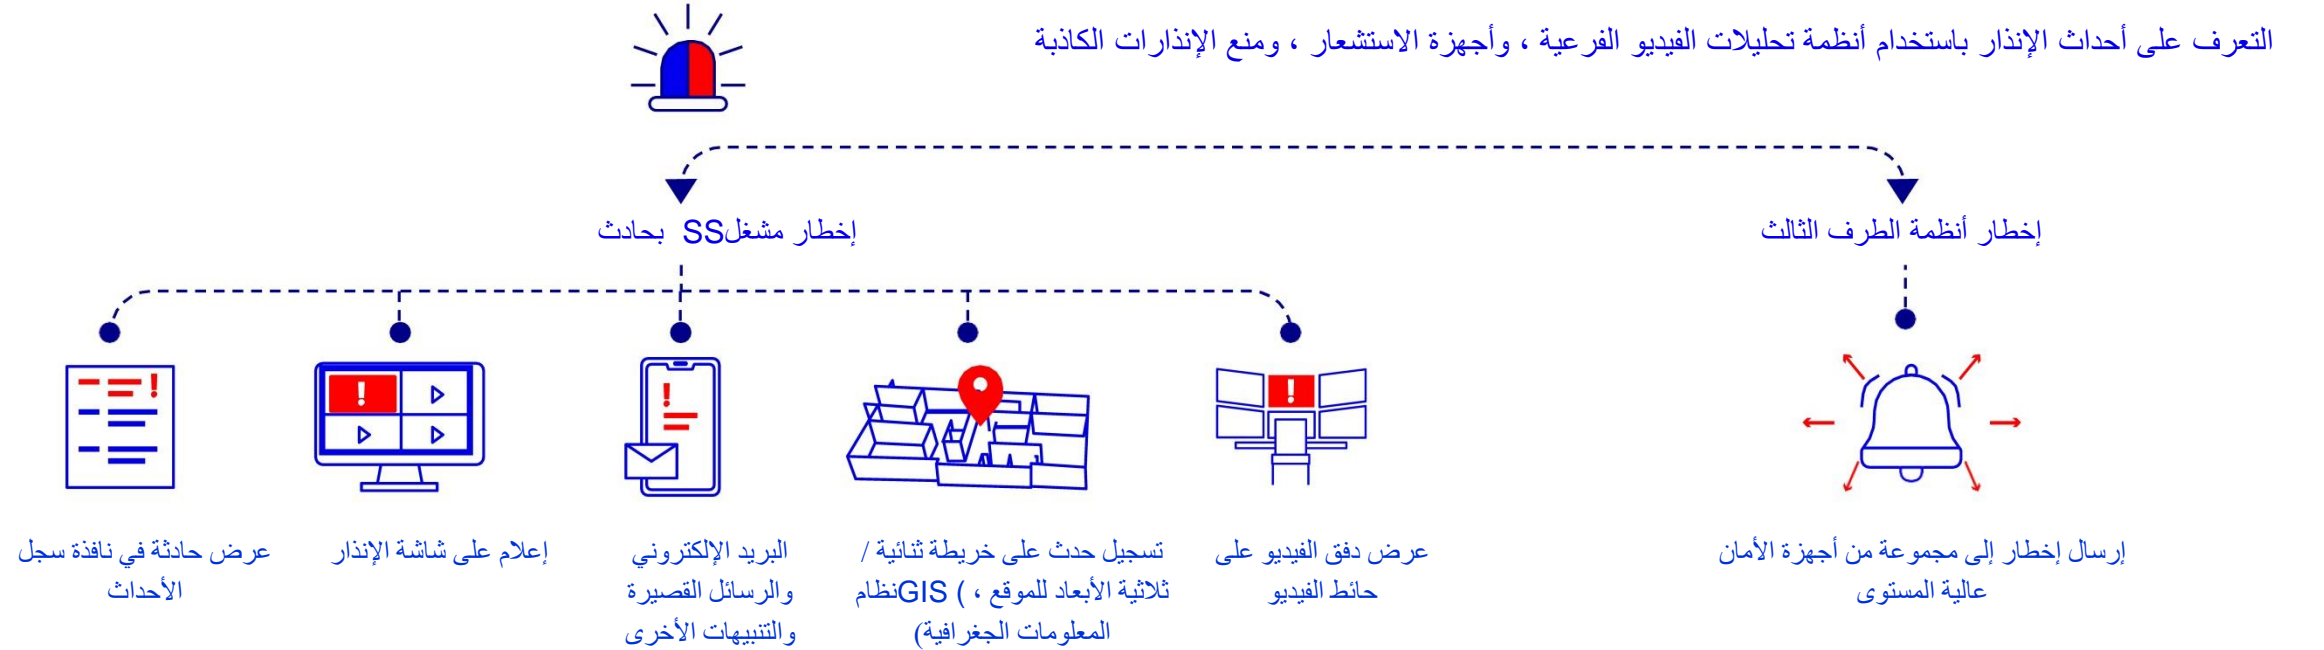 التعرف على أحداث الإنذار باستخدام أنظمة تحليلات الفيديو الفرعية ، وأجهزة الاستشعار ، ومنع الإنذارات الكاذبة
إخطار أنظمة الطرف الثالث
إخطار مشغلSS بحادث
إرسال إخطار إلى مجموعة من أجهزة الأمان
عالية المستوى
عرض دفق الفيديو على
حائط الفيديو
تسجيل حدث على خريطة ثنائية /
ثلاثية الأبعاد للموقع ، ( GISنظام
المعلومات الجغرافية)
البريد الإلكتروني
والرسائل القصيرة
والتنبيهات الأخرى
إعلام على شاشة الإنذار
عرض حادثة في نافذة سجل
الأحداث